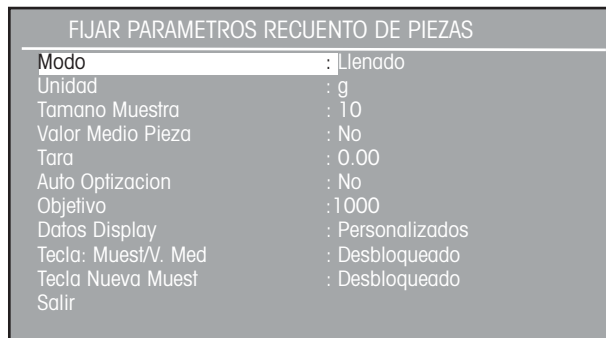 FIJAR PARAMETROS RECUENTO DE PIEZAS
Modo : Llenado
Unidad : g
Tamano Muestra : 10
Valor Medio Pieza : No
Tara : 0.00
Auto Optizacion : No
Objetivo :1000
Datos Display : Personalizados
Tecla: Muest/V. Med : Desbloqueado
Tecla Nueva Muest : Desbloqueado
Salir